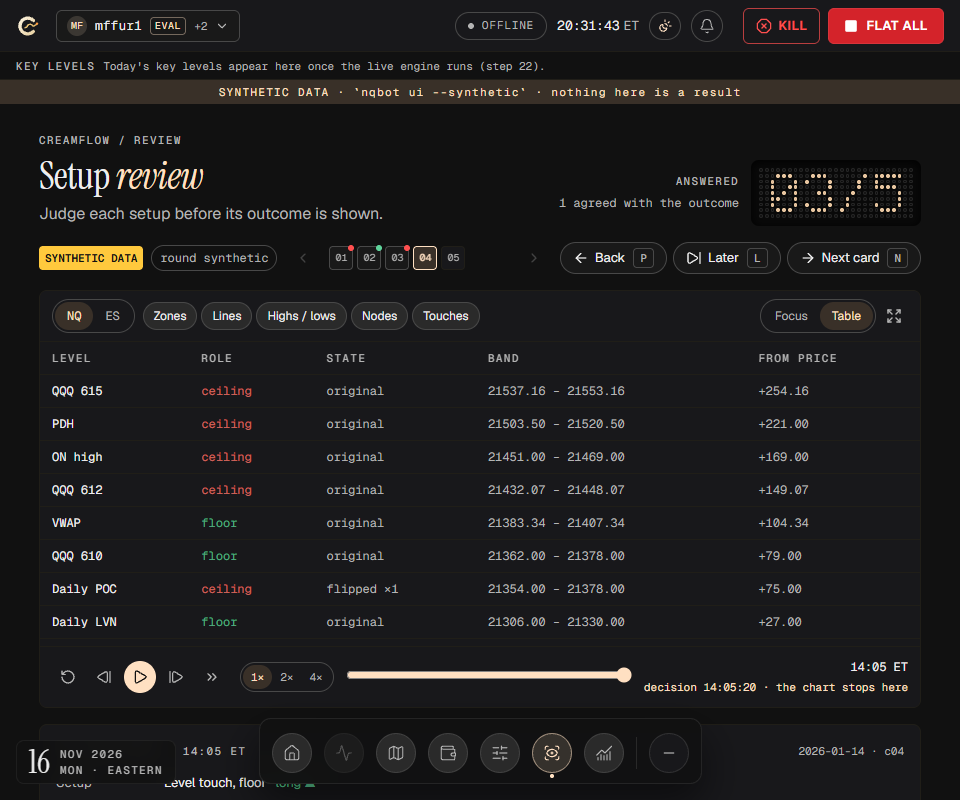 MF mffur1 EVAL +2 OFFLINE 20:31:43 ET KILL FLAT ALL
KEY LEVELS Today's key levels appear here once the live engine runs (step 22).
SYNTHETIC DATA · `nqbot ui --synthetic` · nothing here is a result
CREAMFLOW / REVIEW
Setup review
Judge each setup before its outcome is shown.
ANSWERED
1 agreed with the outcome
03/5
SYNTHETIC DATA round synthetic 01 02 03 04 05 Back P Later L Next card N
NQ ES Zones Lines Highs / lows Nodes Touches Focus Table
LEVEL ROLE STATE BAND FROM PRICE
QQQ 615 ceiling original 21537.16 – 21553.16 +254.16
PDH ceiling original 21503.50 – 21520.50 +221.00
ON high ceiling original 21451.00 – 21469.00 +169.00
QQQ 612 ceiling original 21432.07 – 21448.07 +149.07
VWAP floor original 21383.34 – 21407.34 +104.34
QQQ 610 floor original 21362.00 – 21378.00 +79.00
Daily POC ceiling flipped ×1 21354.00 – 21378.00 +75.00
Daily LVN floor original 21306.00 – 21330.00 +27.00
1× 2× 4×
14:05 ET
decision 14:05:20 · the chart stops here
14:05 ET 2026-01-14 · c04
16 NOV 2026
MON · EASTERN
Level touch, floor long